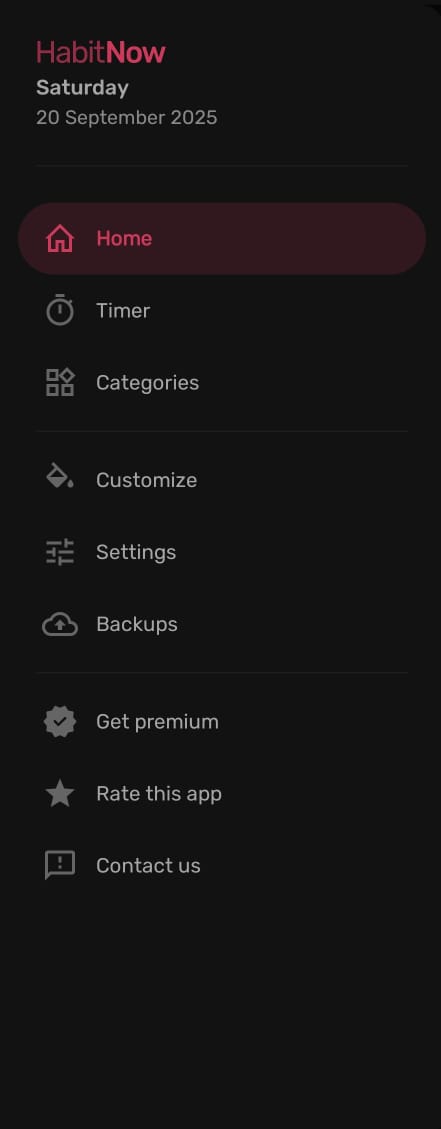 HabitNow
Saturday
20 September 2025
Home
Timer
Categories
Customize
Settings
Backups
Get premium
Rate this app
Contact us